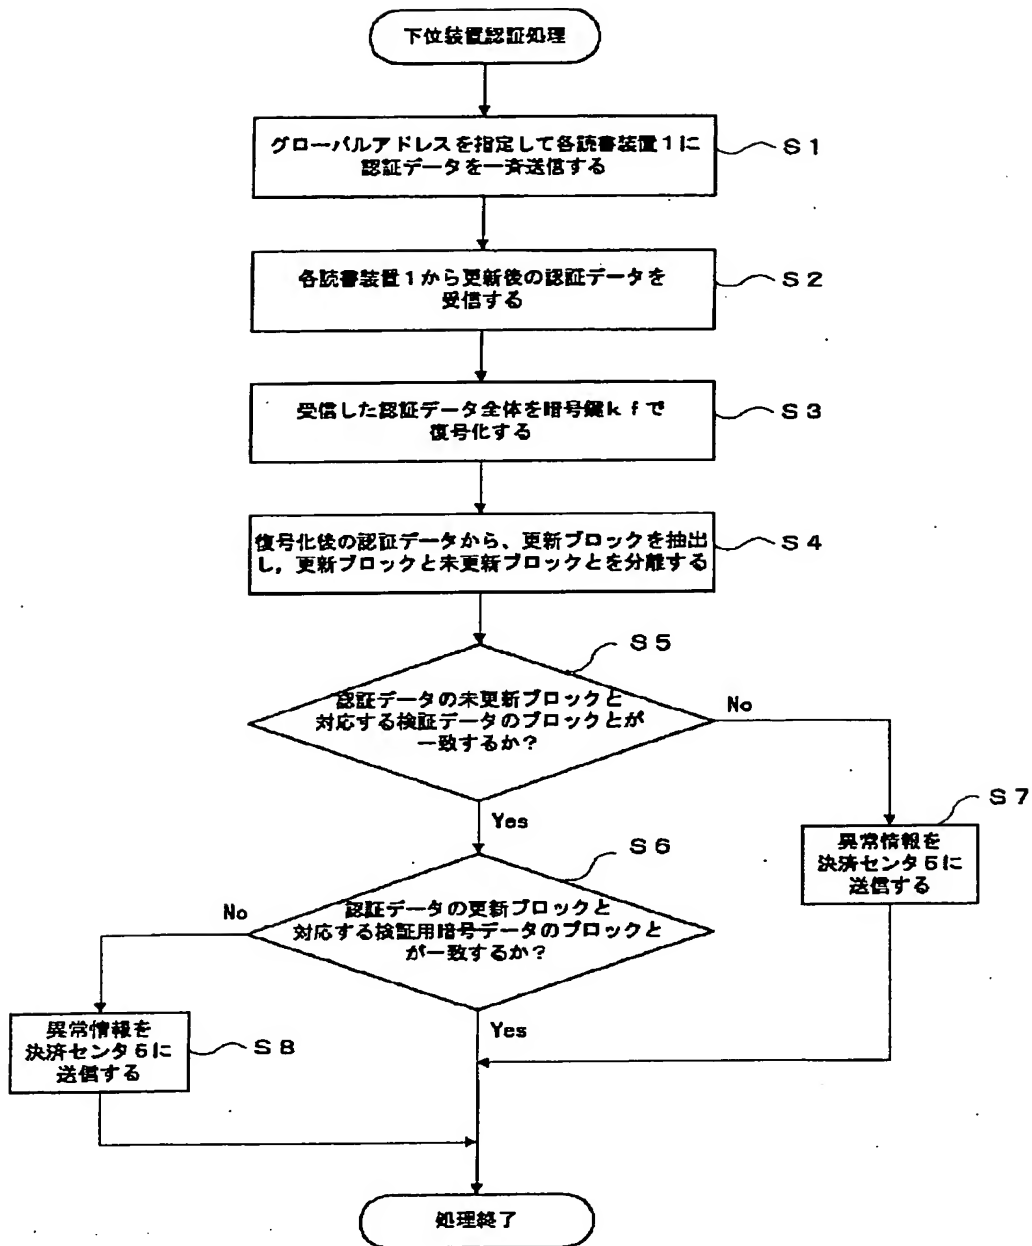 下位装置認証処理
グローバルアドレスを指定して各読書装置1に
認証データを一斉送信する
S1
各読書装置1から更新後の認証データを
受信する
S2
受信した認証データ全体を暗号鍵kfで
復号化する
S3
復号化後の認証データから、更新ブロックを抽出
し，更新ブロックと未更新ブロックとを分離する
S4
S5
認証データの未更新ブロックと
対応する検証データのブロックとが
一致するか?
No
Yes
S7
異常情報を
決済センタ5に
送信する
S6
認証データの更新ブロックと
対応する検証用暗号データのブロックと
が一致するか?
No
Yes
異常情報を
決済センタ5に
送信する
S8
処理終了